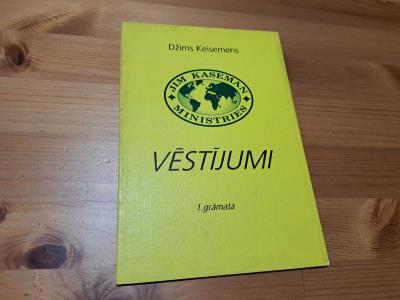 Džims Keisemens
JIM KASEMAN
MINISTRIES
VĒSTĪJUMI
1.grāmata